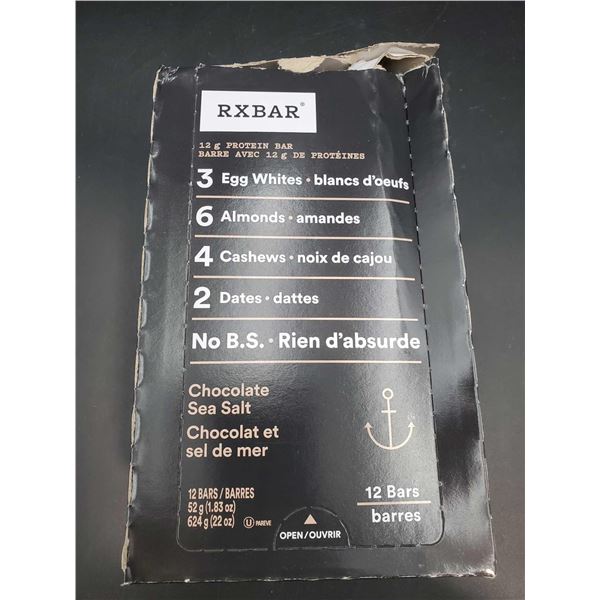 RXBAR®
12 g PROTEIN BAR
BARRE AVEC 12 g DE PROTÉINES
3 Egg Whites • blancs d'oeufs
6 Almonds • amandes
4 Cashews • noix de cajou
2 Dates • dattes
No B.S. • Rien d'absurde
Chocolate
Sea Salt
Chocolat et
sel de mer
12 BARS / BARRES
52 g (1.83 oz)
624 g (22 oz)
U PAREVE
OPEN/OUVRIR
12 Bars
barres